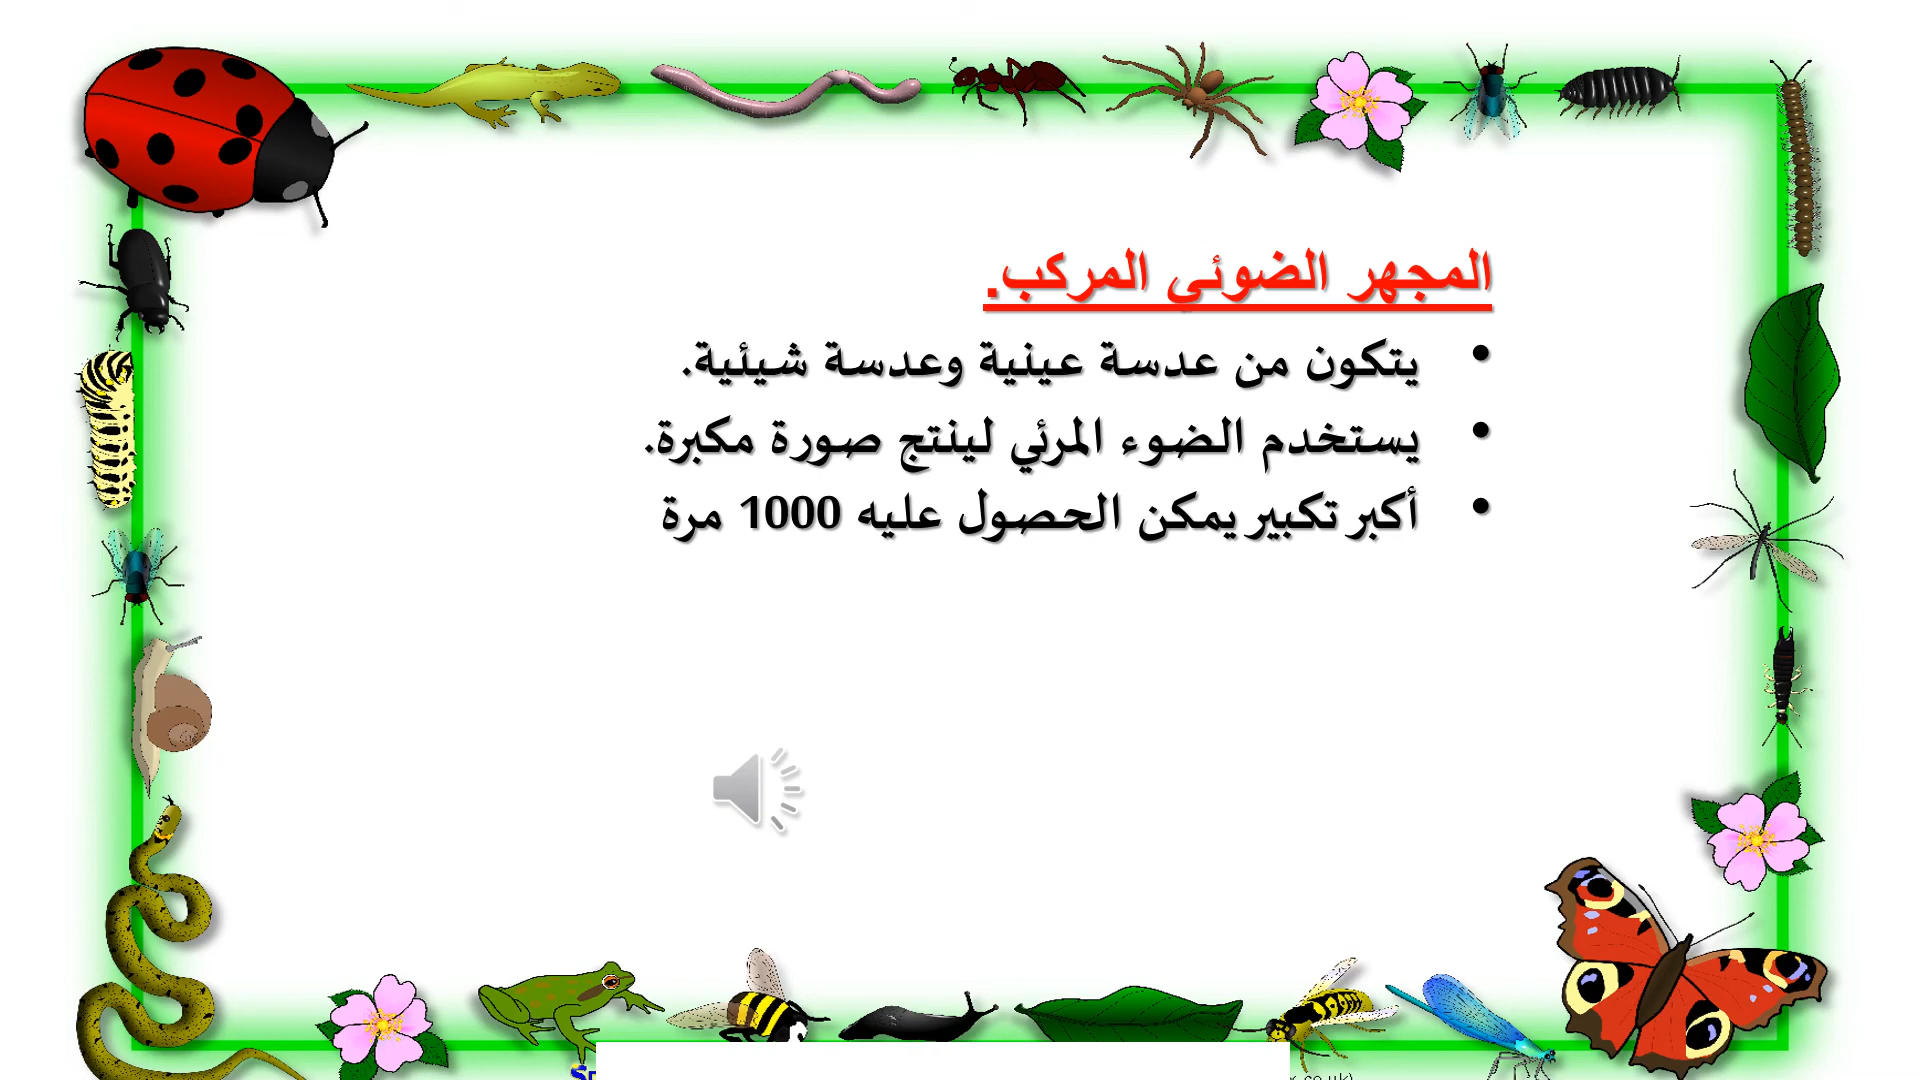 المجهر الضوئي المركب.
• يتكون من عدسة عينية وعدسة شيئية.
• يستخدم الضوء المرئي لينتج صورة مكبرة.
• أكبر تكبير يمكن الحصول عليه 1000 مرة